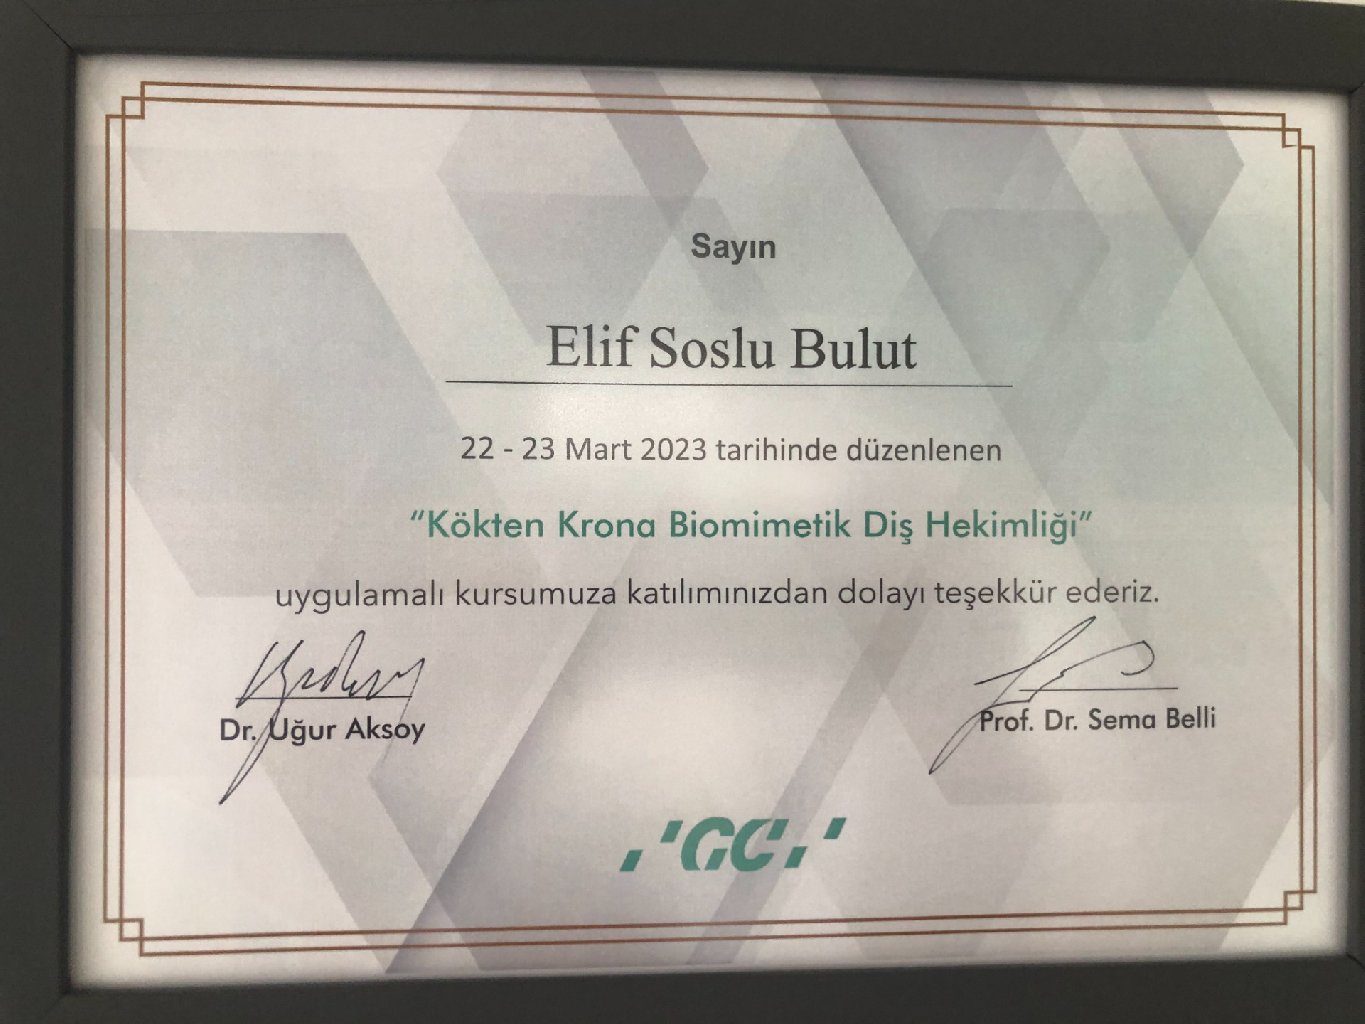 Sayın
Elif Soslu Bulut
22 - 23 Mart 2023 tarihinde düzenlenen
“Kökten Krona Biomimetik Diş Hekimliği”
uygulamalı kursumuza katılımınızdan dolayı teşekkür ederiz.
Dr. Uğur Aksoy
Prof. Dr. Sema Belli
GC